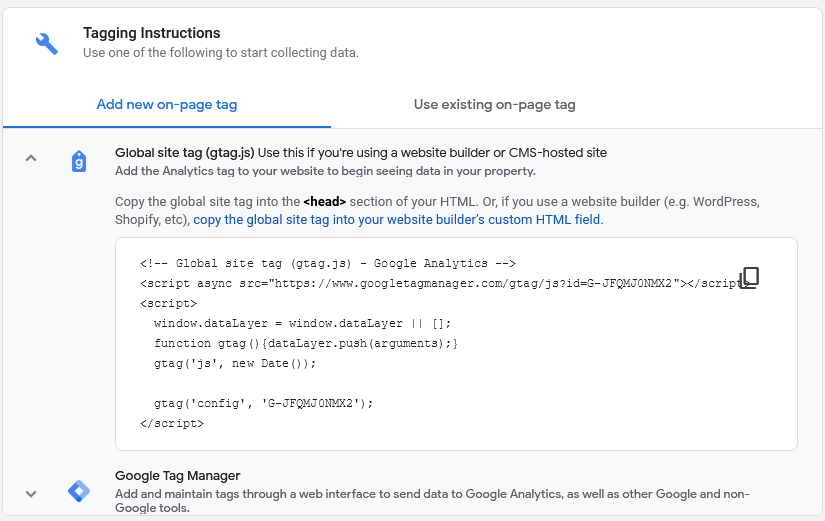 Tagging Instructions
Use one of the following to start collecting data.
Add new on-page tag
Use existing on-page tag
g
Global site tag (gtag.js) Use this if you're using a website builder or CMS-hosted site
Add the Analytics tag to your website to begin seeing data in your property.
Copy the global site tag into the <head> section of your HTML. Or, if you use a website builder (e.g. WordPress,
Shopify, etc), copy the global site tag into your website builder's custom HTML field.
<!-- Global site tag (gtag.js) - Google Analytics -->
<script async src="https://www.googletagmanager.com/gtag/js?id=G-JFQMJ0NMX2"></script>
<script>
window.dataLayer = window.dataLayer || [];
function gtag(){dataLayer.push(arguments);}
gtag('js', new Date());
gtag('config', 'G-JFQMJ0NMX2');
</script>
Google Tag Manager
Add and maintain tags through a web interface to send data to Google Analytics, as well as other Google and non-
Google tools.